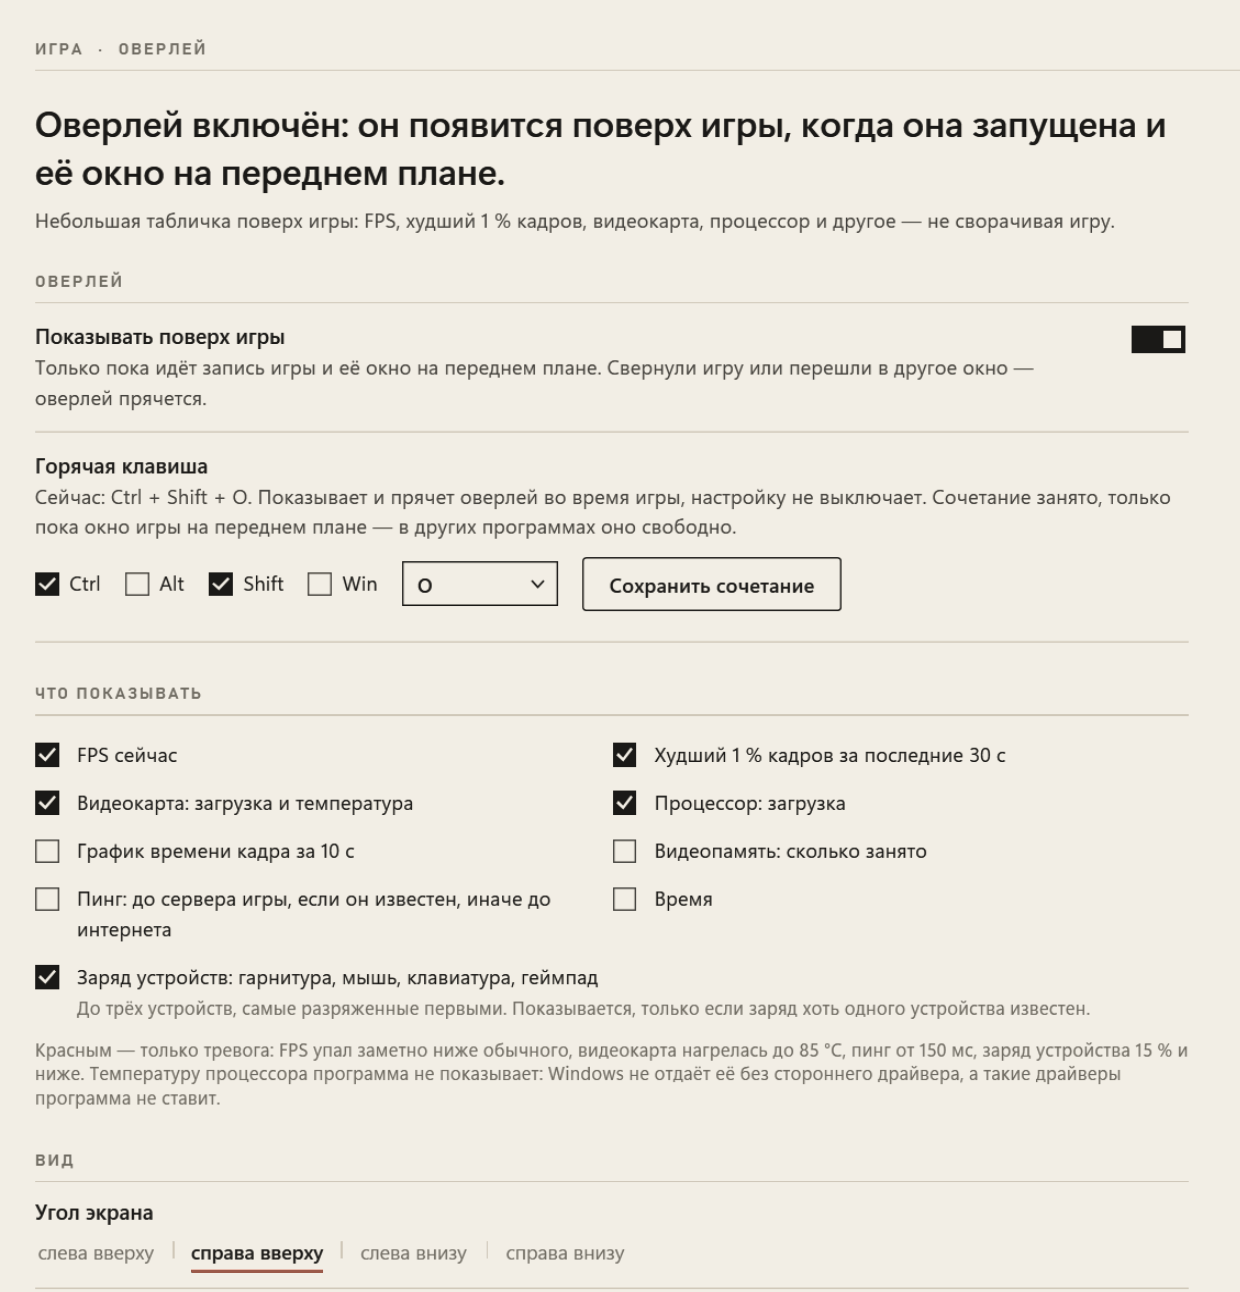 ИГРА · ОВЕРЛЕЙ
Оверлей включён: он появится поверх игры, когда она запущена и
её окно на переднем плане.
Небольшая табличка поверх игры: FPS, худший 1 % кадров, видеокарта, процессор и другое — не сворачивая игру.
ОВЕРЛЕЙ
Показывать поверх игры
Только пока идёт запись игры и её окно на переднем плане. Свернули игру или перешли в другое окно —
оверлей прячется.
Горячая клавиша
Сейчас: Ctrl + Shift + O. Показывает и прячет оверлей во время игры, настройку не выключает. Сочетание занято, только
пока окно игры на переднем плане — в других программах оно свободно.
Ctrl Alt Shift Win O Сохранить сочетание
ЧТО ПОКАЗЫВАТЬ
FPS сейчас
Худший 1 % кадров за последние 30 с
Видеокарта: загрузка и температура
Процессор: загрузка
График времени кадра за 10 с
Видеопамять: сколько занято
Пинг: до сервера игры, если он известен, иначе до
интернета
Время
Заряд устройств: гарнитура, мышь, клавиатура, геймпад
До трёх устройств, самые разряженные первыми. Показывается, только если заряд хоть одного устройства известен.
Красным — только тревога: FPS упал заметно ниже обычного, видеокарта нагрелась до 85 °C, пинг от 150 мс, заряд устройства 15 % и
ниже. Температуру процессора программа не показывает: Windows не отдаёт её без стороннего драйвера, а такие драйверы
программа не ставит.
ВИД
Угол экрана
слева вверху справа вверху слева внизу справа внизу